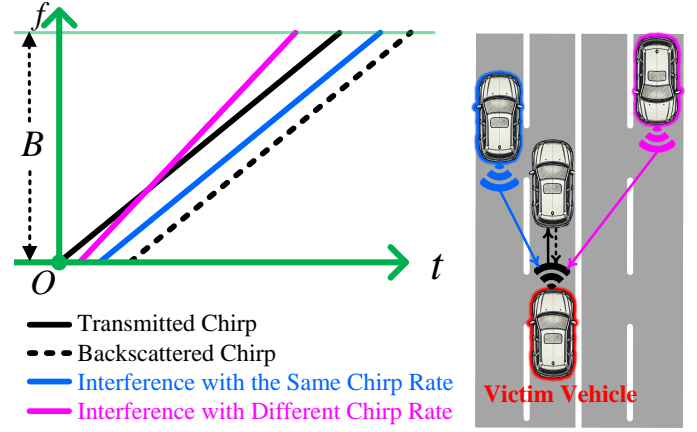 f
B
O
t
Transmitted Chirp
Backscattered Chirp
Interference with the Same Chirp Rate
Interference with Different Chirp Rate
Victim Vehicle